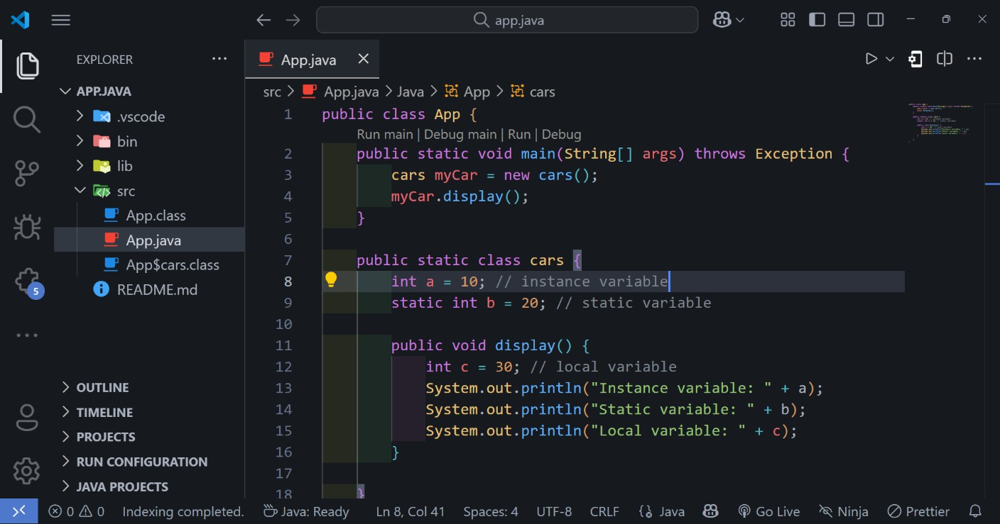 app.java
EXPLORER
App.java
APP.JAVA
.vscode
bin
lib
src
App.class
App.java
App$cars.class
README.md
5
OUTLINE
TIMELINE
PROJECTS
RUN CONFIGURATION
JAVA PROJECTS
src > App.java > Java > App > cars
1 public class App {
Run main | Debug main | Run | Debug
2 public static void main(String[] args) throws Exception {
3 cars myCar = new cars();
4 myCar.display();
5 }
6
7 public static class cars {
8 int a = 10; // instance variable
9 static int b = 20; // static variable
10
11 public void display() {
12 int c = 30; // local variable
13 System.out.println("Instance variable: " + a);
14 System.out.println("Static variable: " + b);
15 System.out.println("Local variable: " + c);
16 }
17
18 }
0 0 Indexing completed. Java: Ready Ln 8, Col 41 Spaces: 4 UTF-8 CRLF Java Go Live Ninja Prettier